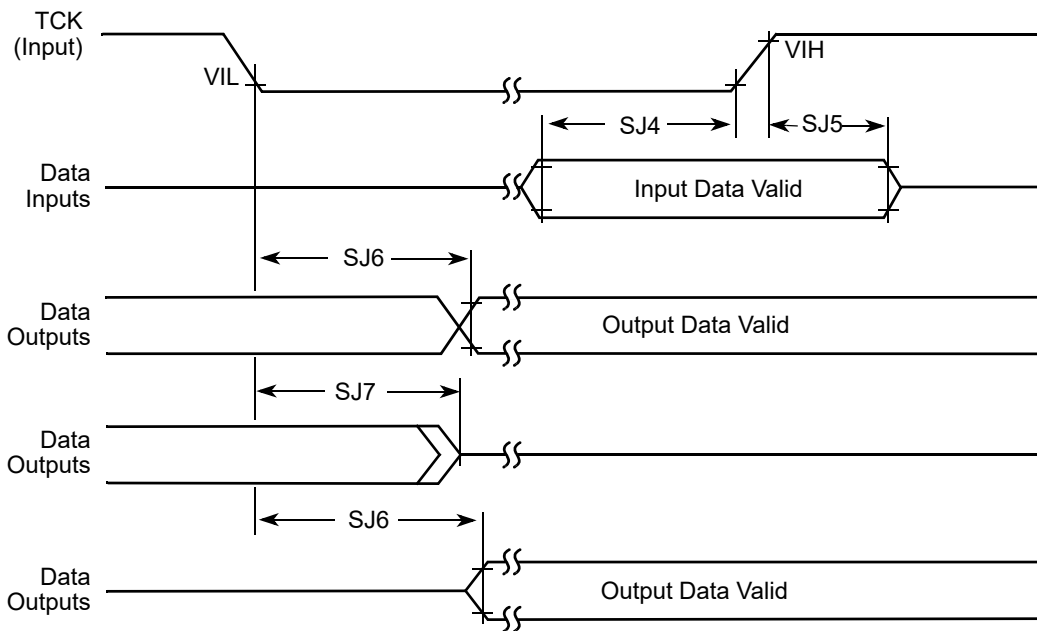 TCK
(Input)
VIL
VIH
SJ4
SJ5
Data
Inputs
Input Data Valid
SJ6
Data
Outputs
Output Data Valid
SJ7
Data
Outputs
SJ6
Data
Outputs
Output Data Valid